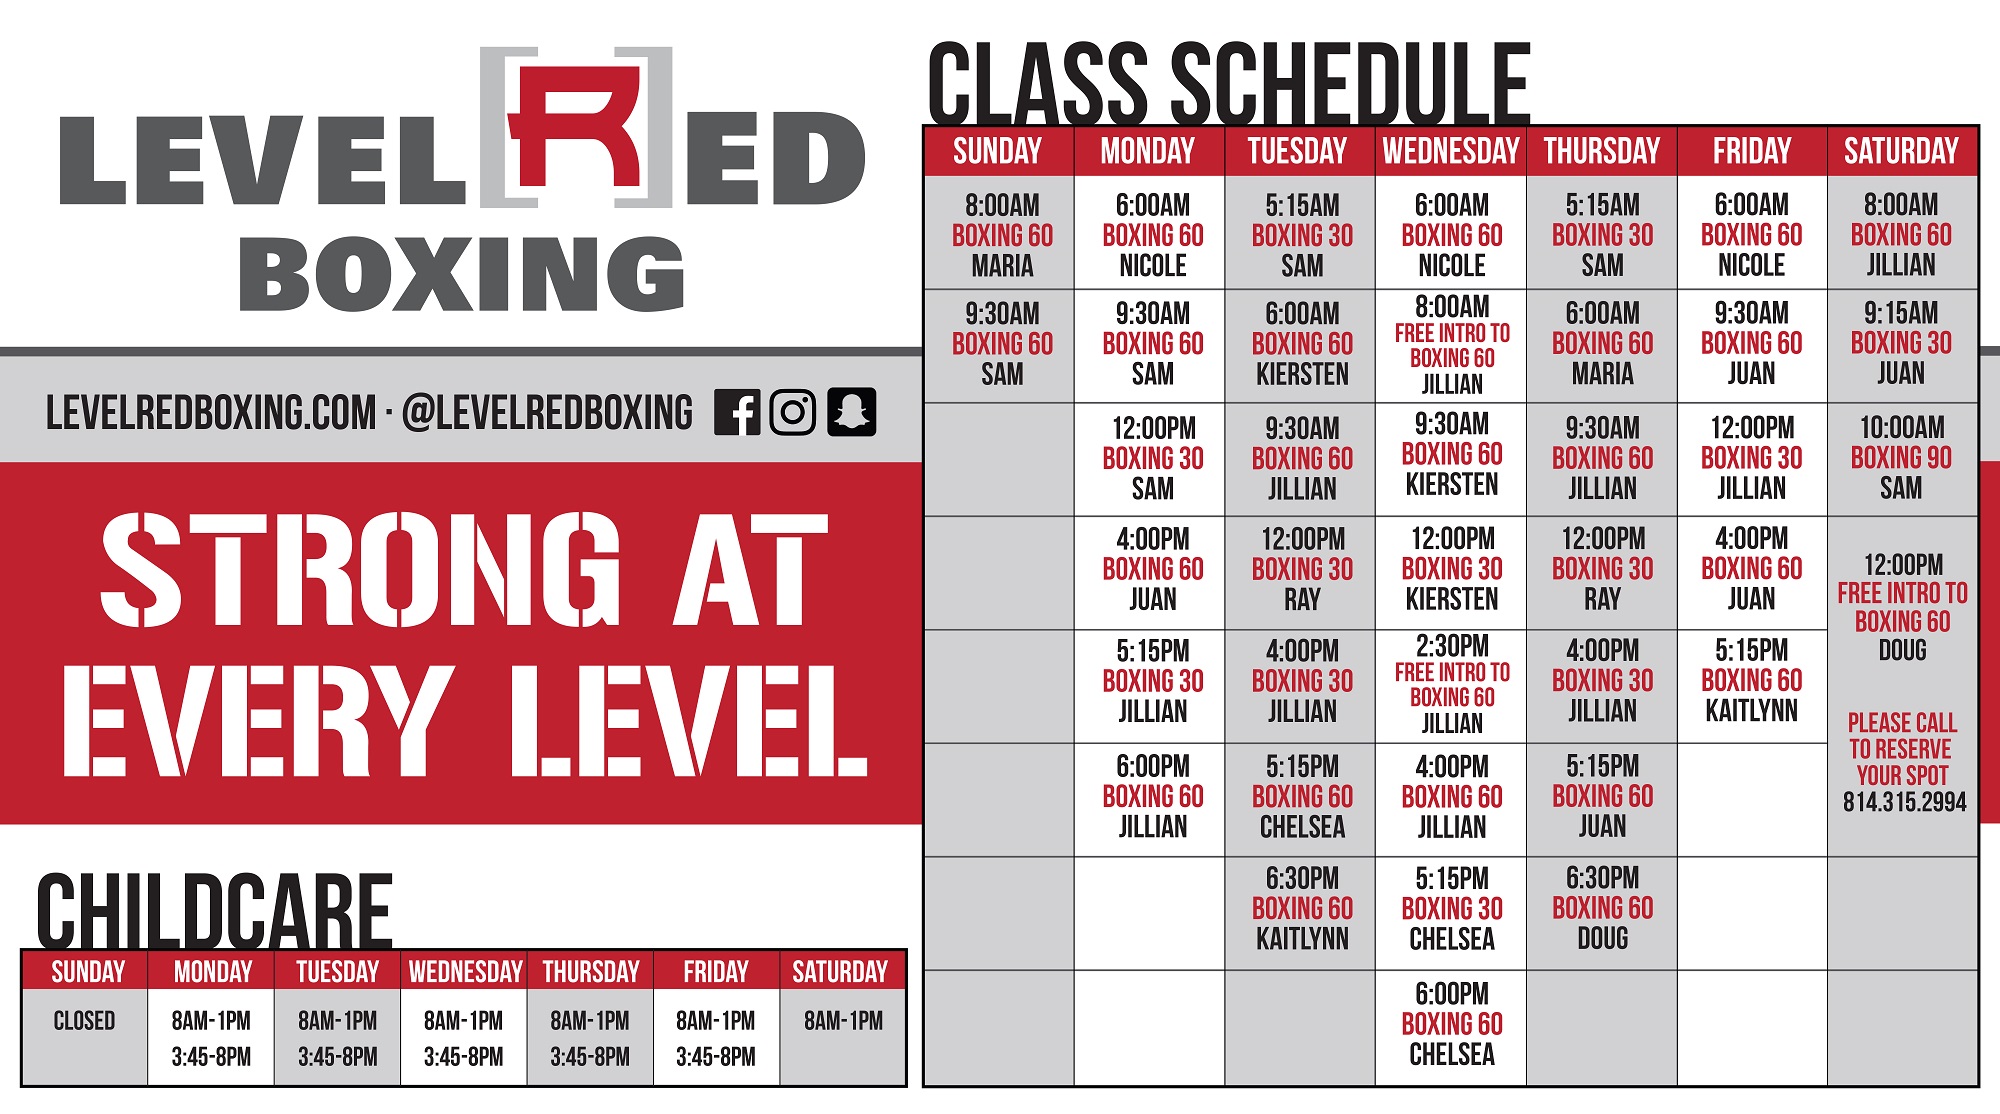 LEVEL[R]ED
BOXING
LEVELREDBOXING.COM · @LEVELREDBOXING
STRONG AT
EVERY LEVEL
CHILDCARE
SUNDAY MONDAY TUESDAY WEDNESDAY THURSDAY FRIDAY SATURDAY
CLOSED 8AM-1PM 8AM-1PM 8AM-1PM 8AM-1PM 8AM-1PM 8AM-1PM
3:45-8PM 3:45-8PM 3:45-8PM 3:45-8PM 3:45-8PM
CLASS SCHEDULE
SUNDAY MONDAY TUESDAY WEDNESDAY THURSDAY FRIDAY SATURDAY
8:00AM 6:00AM 5:15AM 6:00AM 5:15AM 6:00AM 8:00AM
BOXING 60 BOXING 60 BOXING 30 BOXING 60 BOXING 30 BOXING 60 BOXING 60
MARIA NICOLE SAM NICOLE SAM NICOLE JILLIAN
9:30AM 9:30AM 6:00AM 8:00AM 6:00AM 9:30AM 9:15AM
BOXING 60 BOXING 60 BOXING 60 FREE INTRO TO BOXING 60 BOXING 60 BOXING 30
BOXING 60
SAM SAM KIERSTEN JILLIAN MARIA JUAN JUAN
12:00PM 9:30AM 9:30AM 9:30AM 12:00PM 10:00AM
BOXING 30 BOXING 60 BOXING 60 BOXING 60 BOXING 30 BOXING 90
SAM JILLIAN KIERSTEN JILLIAN JILLIAN SAM
4:00PM 12:00PM 12:00PM 12:00PM 4:00PM
BOXING 60 BOXING 30 BOXING 30 BOXING 30 BOXING 60
JUAN RAY KIERSTEN RAY JUAN
12:00PM
FREE INTRO TO
BOXING 60
DOUG
5:15PM 4:00PM 2:30PM 4:00PM 5:15PM
BOXING 30 BOXING 30 FREE INTRO TO BOXING 30 BOXING 60
BOXING 60
JILLIAN JILLIAN JILLIAN JILLIAN KAITLYNN
PLEASE CALL
TO RESERVE
YOUR SPOT
814.315.2994
6:00PM 5:15PM 4:00PM 5:15PM
BOXING 60 BOXING 60 BOXING 60 BOXING 60
JILLIAN CHELSEA JILLIAN JUAN
6:30PM 5:15PM 6:30PM
BOXING 60 BOXING 30 BOXING 60
KAITLYNN CHELSEA DOUG
6:00PM
BOXING 60
CHELSEA